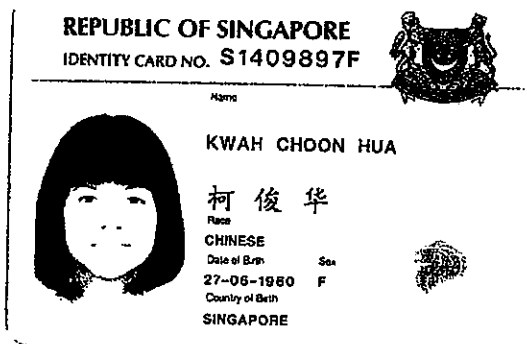 REPUBLIC OF SINGAPORE
IDENTITY CARD NO. S1409897F
Name
KWAH CHOON HUA
柯俊华
Race
CHINESE
Date of Birth Sex
27-06-1960 F
Country of Birth
SINGAPORE